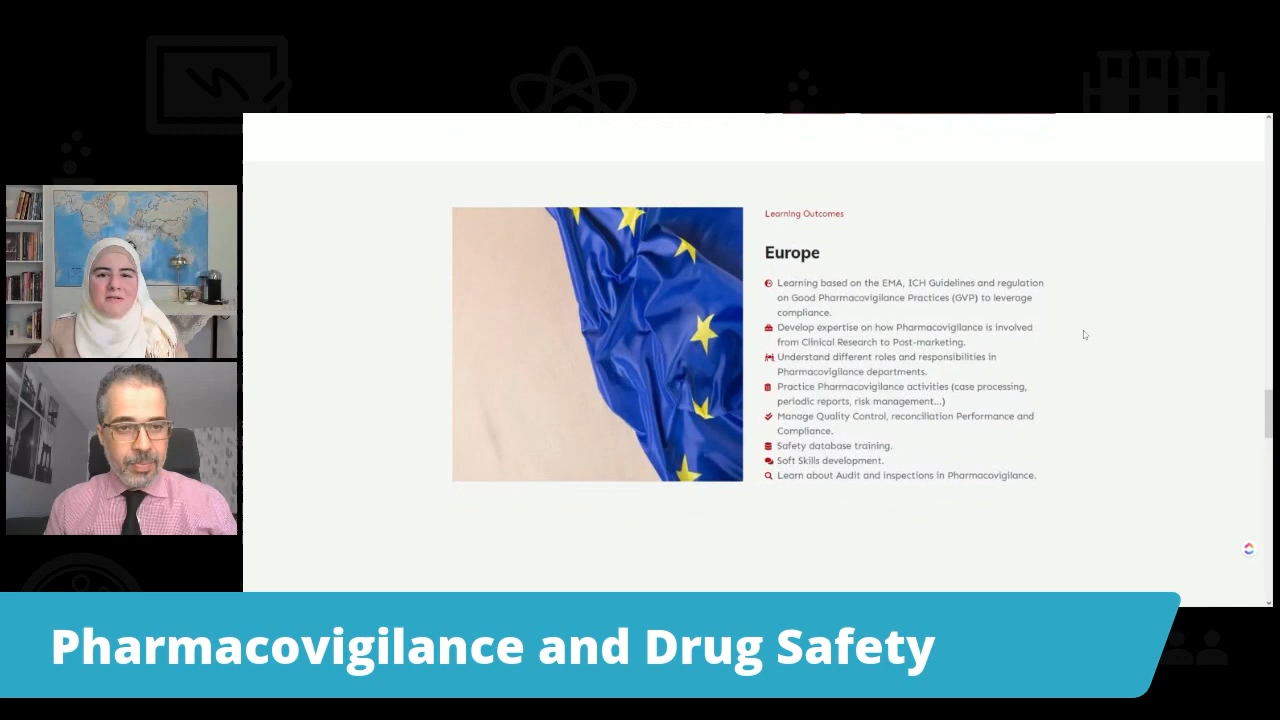 Learning Outcomes
Europe
Learning based on the EMA, ICH Guidelines and regulation
on Good Pharmacovigilance Practices (GVP) to leverage
compliance.
Develop expertise on how Pharmacovigilance is involved
from Clinical Research to Post-marketing.
Understand different roles and responsibilities in
Pharmacovigilance departments.
Practice Pharmacovigilance activities (case processing,
periodic reports, risk management...)
Manage Quality Control, reconciliation Performance and
Compliance.
Safety database training.
Soft Skills development.
Learn about Audit and inspections in Pharmacovigilance.
Pharmacovigilance and Drug Safety